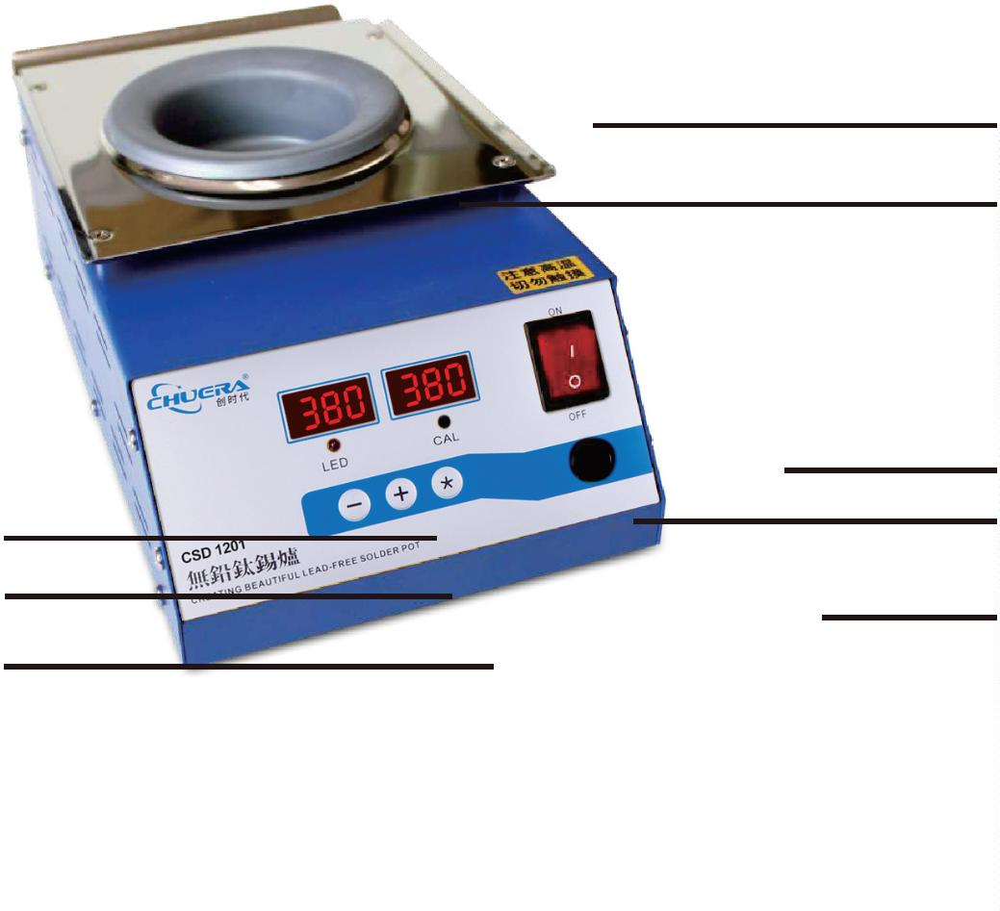 注意高温
切勿触摸
ON
I
O
OFF
CHUERA®
创时代
380
380
LED
CAL
- + *
CSD 1201
無鉛鈦錫爐
CREATING BEAUTIFUL LEAD-FREE SOLDER POT